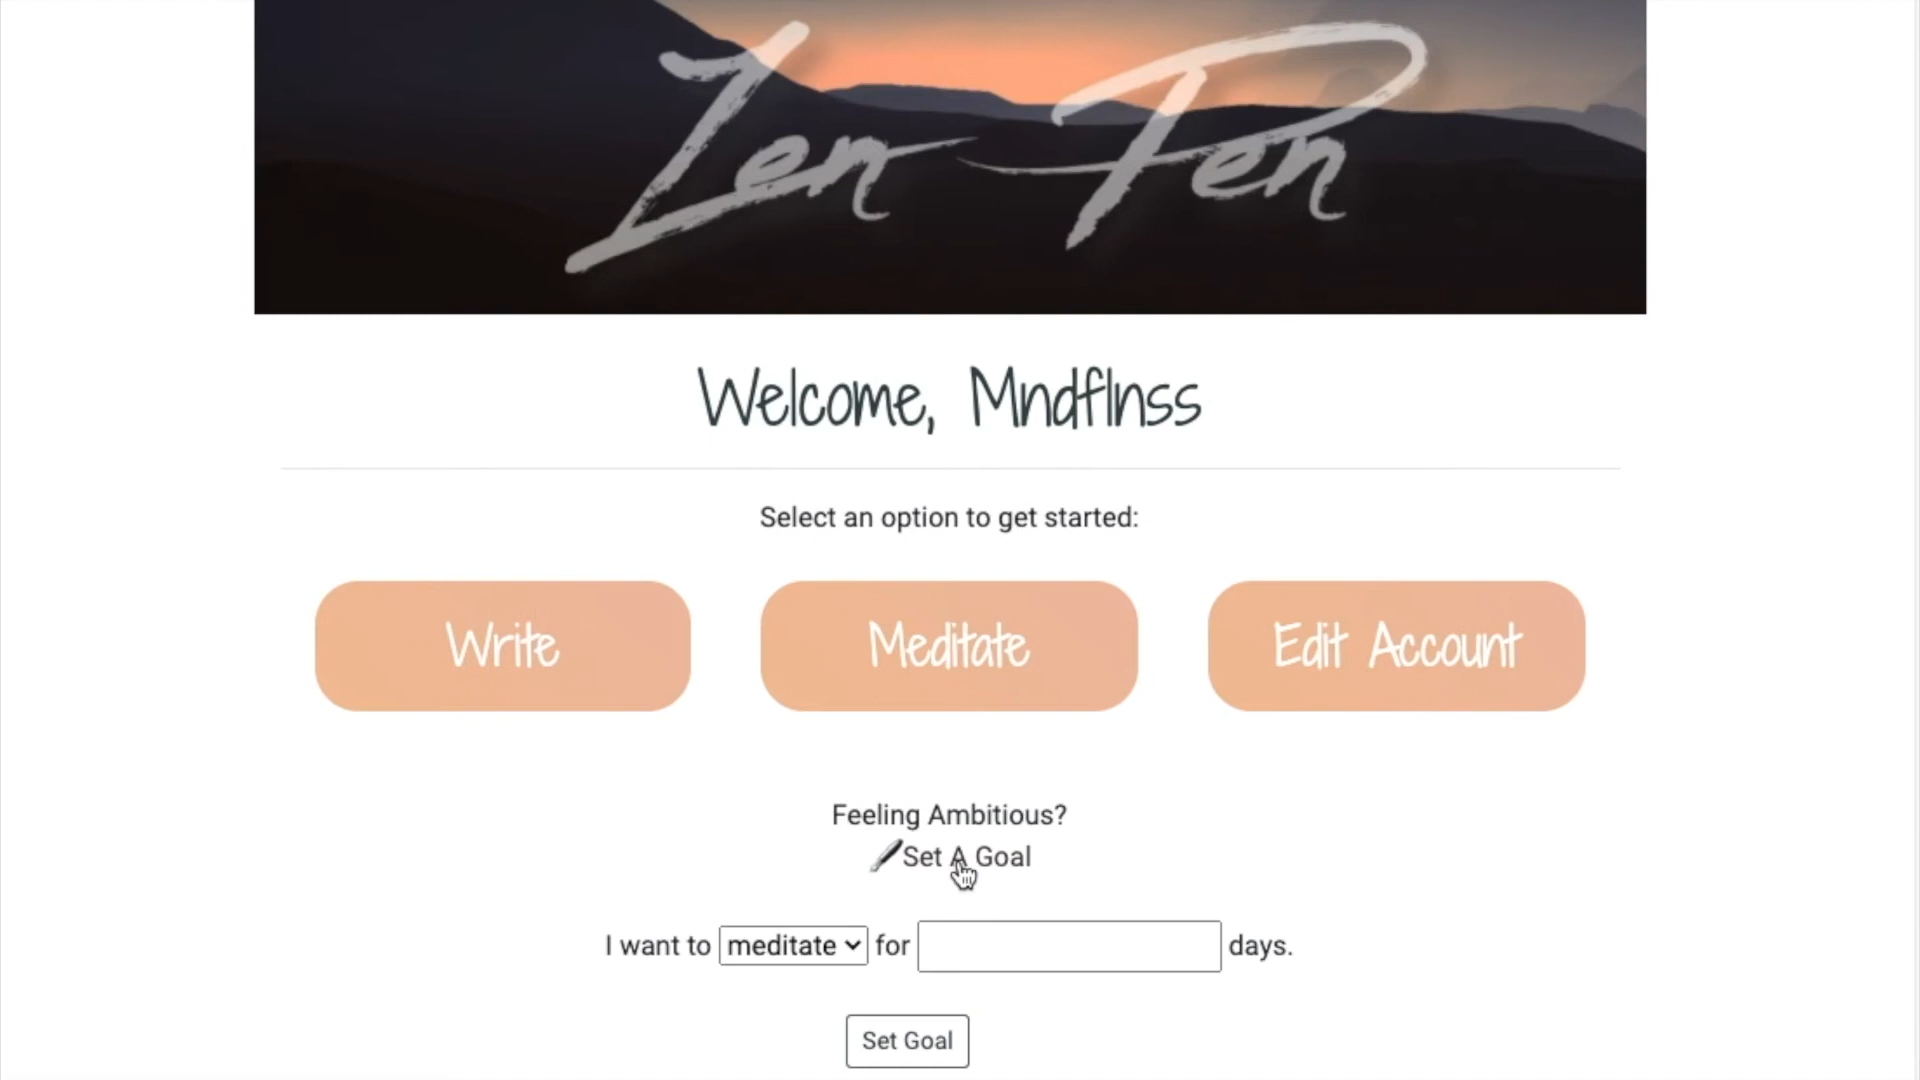 Zen Pen
Welcome, Mndflnss
Select an option to get started:
Write
Meditate
Edit Account
Feeling Ambitious?
Set A Goal
I want to meditate for days.
Set Goal